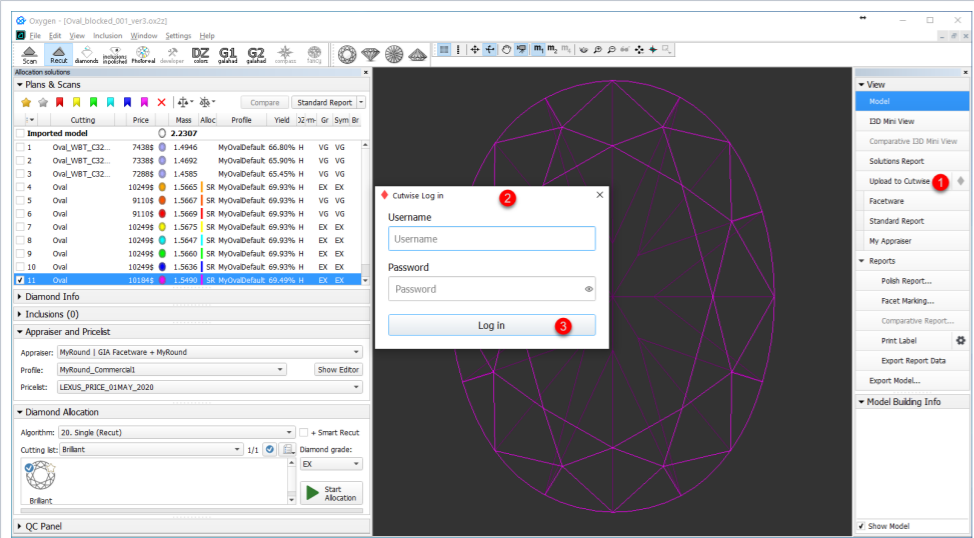 Oxygen - [Oval_blocked_001_ver3.ox2z]
File Edit View Inclusion Window Help
Scan Recut diamonds inclusions inpolished Photoreal developer DZ colors G1 galahad G2 galahad compass fancy
m1 m2
Allocation solutions
Plans & Scans
Compare Standard Report
Cutting Price Mass Alloc Profile Yield Gr Sym Br
Imported model 2.2307
1 Oval_WBT_C32... 7438$ 1.4946 MyOvalDefault 66.80% H VG VG
2 Oval_WBT_C32... 7338$ 1.4692 MyOvalDefault 65.90% H VG VG
3 Oval_WBT_C32... 7288$ 1.4585 MyOvalDefault 65.45% H VG VG
4 Oval 10249$ 1.5665 SR MyOvalDefault 69.93% H EX EX
5 Oval 9110$ 1.5667 SR MyOvalDefault 69.93% H VG VG
6 Oval 9110$ 1.5669 SR MyOvalDefault 69.93% H VG VG
7 Oval 10249$ 1.5675 SR MyOvalDefault 69.93% H EX EX
8 Oval 10249$ 1.5647 SR MyOvalDefault 69.93% H EX EX
9 Oval 10249$ 1.5660 SR MyOvalDefault 69.93% H EX EX
10 Oval 10249$ 1.5636 SR MyOvalDefault 69.93% H EX EX
11 Oval 10184$ 1.5490 SR MyOvalDefault 69.49% H EX EX
Diamond Info
Inclusions (0)
Appraiser and Pricelist
Appraiser: MyRound | GIA Facetware + MyRound
Profile: MyRound_Commercial1 Show Editor
Pricelist: LEXUS_PRICE_01MAY_2020
Diamond Allocation
Algorithm: 20. Single (Recut) + Smart Recut
Cutting list: Brilliant 1/1 Diamond grade:
EX
Brilliant
Start Allocation
QC Panel
Cutwise Log in 2
Username
Username
Password
Password
Log in 3
View
Model
I3D Mini View
Comparative I3D Mini View
Solutions Report
Upload to Cutwise 1
Facetware
Standard Report
My Appraiser
Reports
Polish Report...
Facet Marking...
Comparative Report...
Print Label
Export Report Data
Export Model...
Model Building Info
Show Model